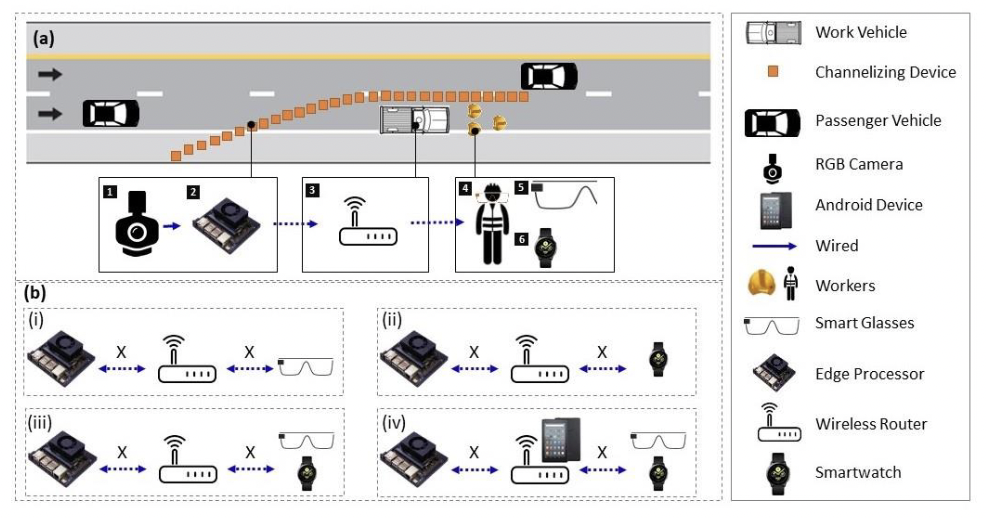 (a)
1
2
3
4
5
6
(b)
(i)
X
X
(ii)
X
X
(iii)
X
X
(iv)
X
X
Work Vehicle
Channelizing Device
Passenger Vehicle
RGB Camera
Android Device
Wired
Workers
Smart Glasses
Edge Processor
Wireless Router
Smartwatch